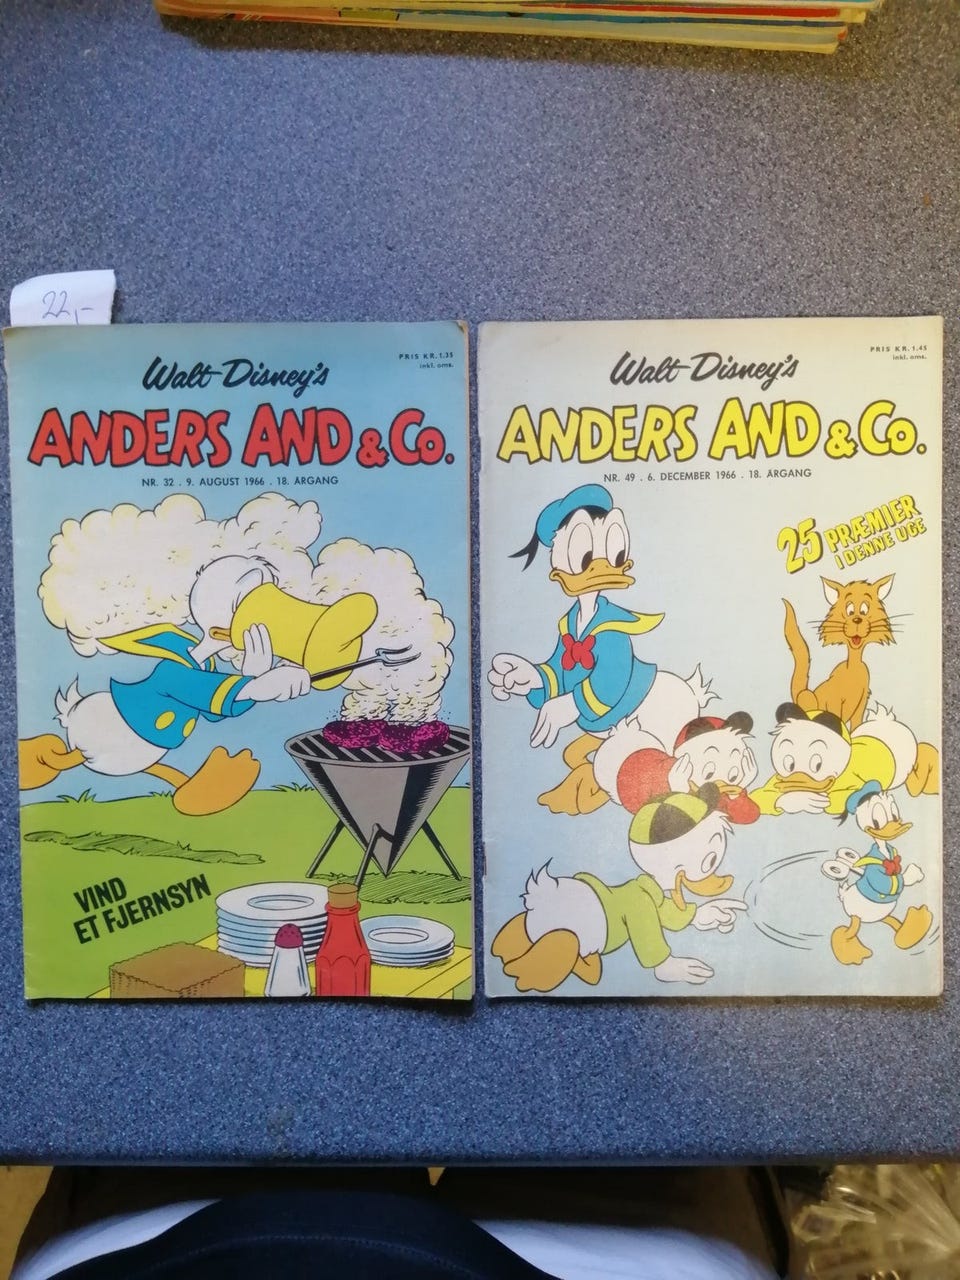 22,-
PRIS KR. 1.35
inkl. oms.
Walt Disney's
ANDERS AND & Co.
NR. 32 . 9. AUGUST 1966 . 18. ÅRGANG
VIND
ET FJERNSYN
PRIS KR. 1.45
inkl. oms.
Walt Disney's
ANDERS AND & Co.
NR. 49 . 6. DECEMBER 1966 . 18. ÅRGANG
25 PRÆMIER
I DENNE UGE